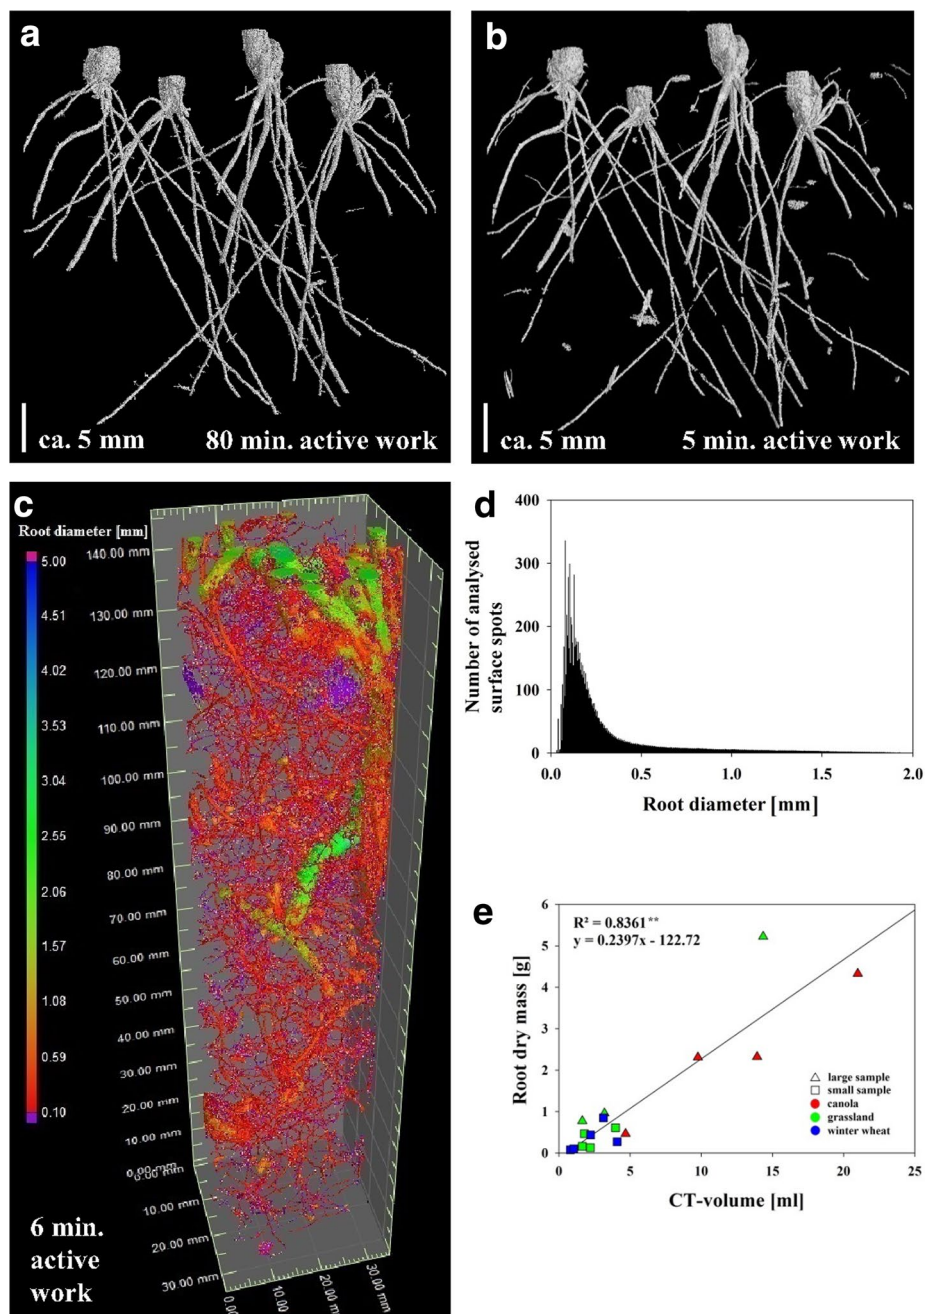 a
ca. 5 mm
80 min. active work
b
ca. 5 mm
5 min. active work
c
Root diameter [mm]
5.00
4.51
4.02
3.53
3.04
2.55
2.06
1.57
1.08
0.59
0.10
140.00 mm
130.00 mm
120.00 mm
110.00 mm
100.00 mm
90.00 mm
80.00 mm
70.00 mm
60.00 mm
50.00 mm
40.00 mm
30.00 mm
20.00 mm
10.00 mm
0.00 mm
0.00 mm
10.00 mm
20.00 mm
30.00 mm
0.00
10.00 mm
20.00 mm
30.00 mm
6 min.
active
work
d
Number of analysed
surface spots
400
300
200
100
0
0.0 0.5 1.0 1.5 2.0
Root diameter [mm]
e
Root dry mass [g]
6
5
4
3
2
1
0
R² = 0.8361**
y = 0.2397x - 122.72
large sample
small sample
canola
grassland
winter wheat
0 5 10 15 20 25
CT-volume [ml]